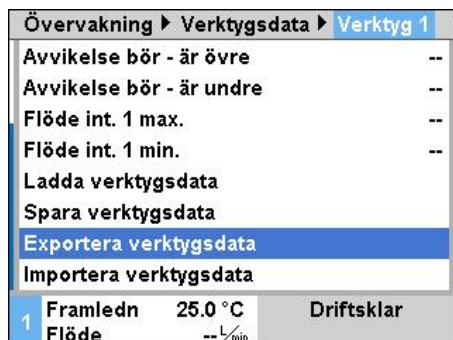 Övervakning ▶ Verktygsdata ▶ Verktyg 1
Avvikelse bör - är övre --
Avvikelse bör - är undre --
Flöde int. 1 max. --
Flöde int. 1 min. --
Ladda verktygsdata
Spara verktygsdata
Exportera verktygsdata
Importera verktygsdata
1 Framledn 25.0 °C Driftsklar
Flöde -- L/min